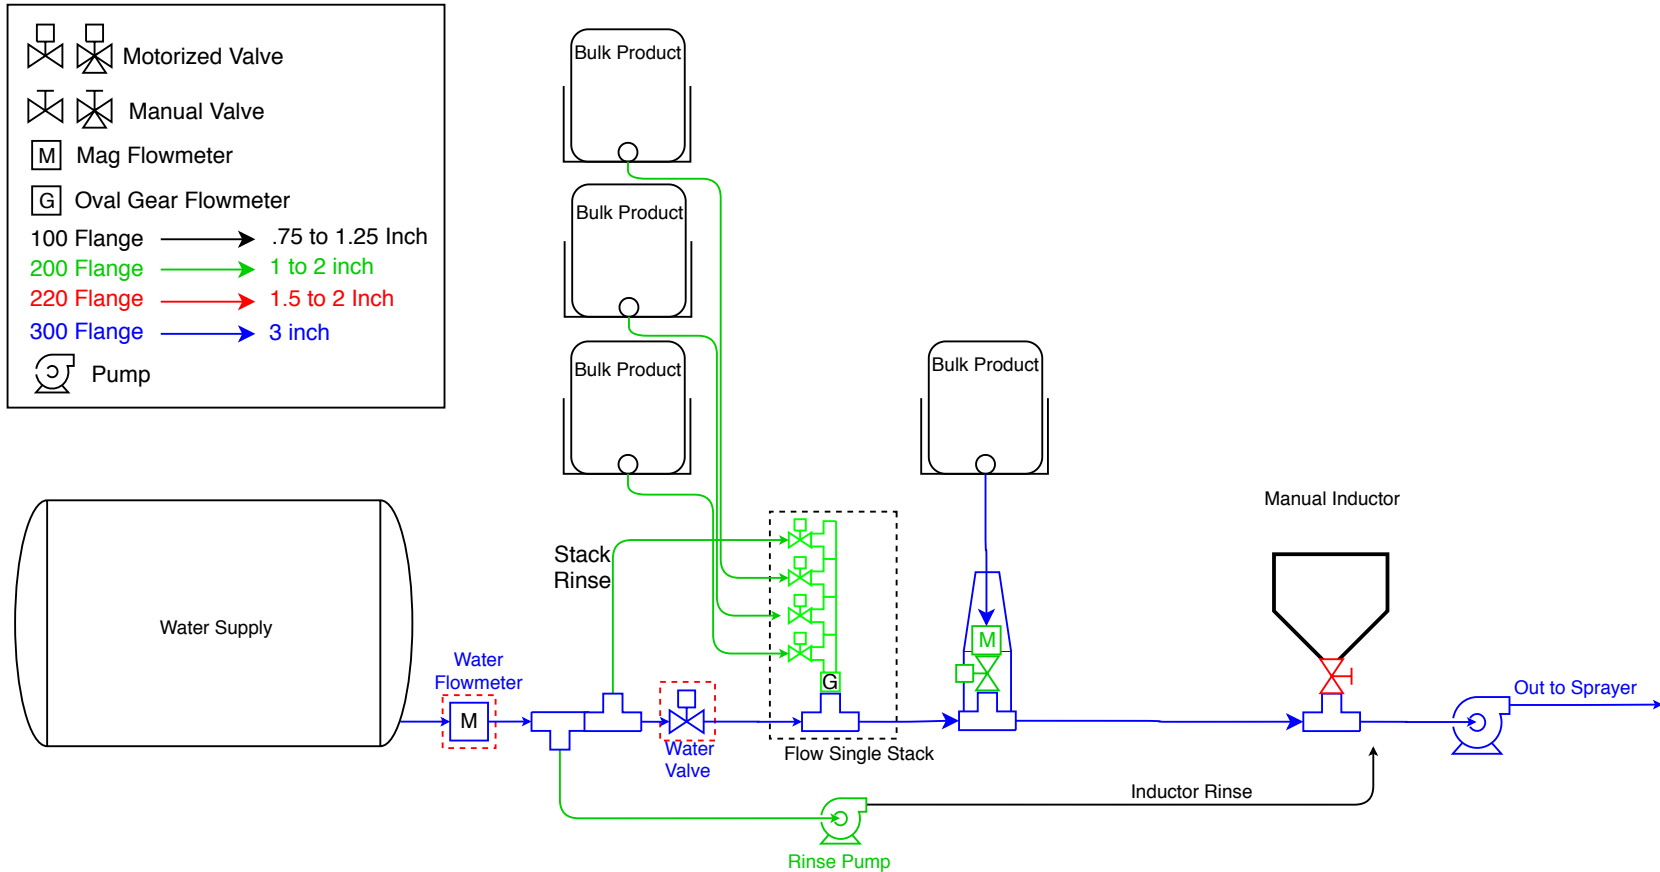 Motorized Valve
Manual Valve
M Mag Flowmeter
G Oval Gear Flowmeter
100 Flange .75 to 1.25 Inch
200 Flange 1 to 2 inch
220 Flange 1.5 to 2 Inch
300 Flange 3 inch
Pump
Bulk Product
Bulk Product
Bulk Product
Bulk Product
Manual Inductor
Stack
Rinse
Water Supply
Water
Flowmeter
M
G
M
Water
Valve
Flow Single Stack
Out to Sprayer
Inductor Rinse
Rinse Pump